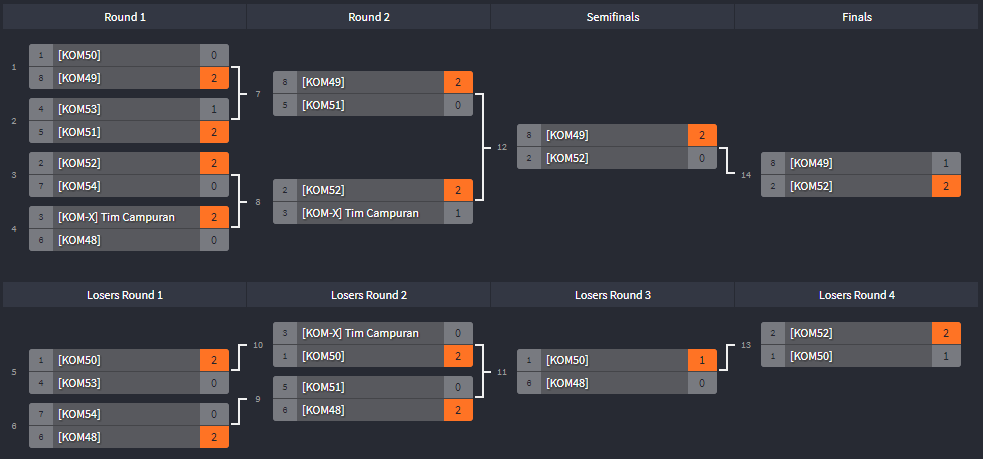 Round 1 Round 2 Semifinals Finals
1
1 [KOM50] 0
8 [KOM49] 2
2
4 [KOM53] 1
5 [KOM51] 2
3
2 [KOM52] 2
7 [KOM54] 0
4
3 [KOM-X] Tim Campuran 2
6 [KOM48] 0
7
8 [KOM49] 2
5 [KOM51] 0
8
2 [KOM52] 2
3 [KOM-X] Tim Campuran 1
12
8 [KOM49] 2
2 [KOM52] 0
14
8 [KOM49] 1
2 [KOM52] 2
Losers Round 1 Losers Round 2 Losers Round 3 Losers Round 4
5
1 [KOM50] 2
4 [KOM53] 0
6
7 [KOM54] 0
6 [KOM48] 2
10
3 [KOM-X] Tim Campuran 0
1 [KOM50] 2
9
5 [KOM51] 0
6 [KOM48] 2
11
1 [KOM50] 1
6 [KOM48] 0
13
2 [KOM52] 2
1 [KOM50] 1